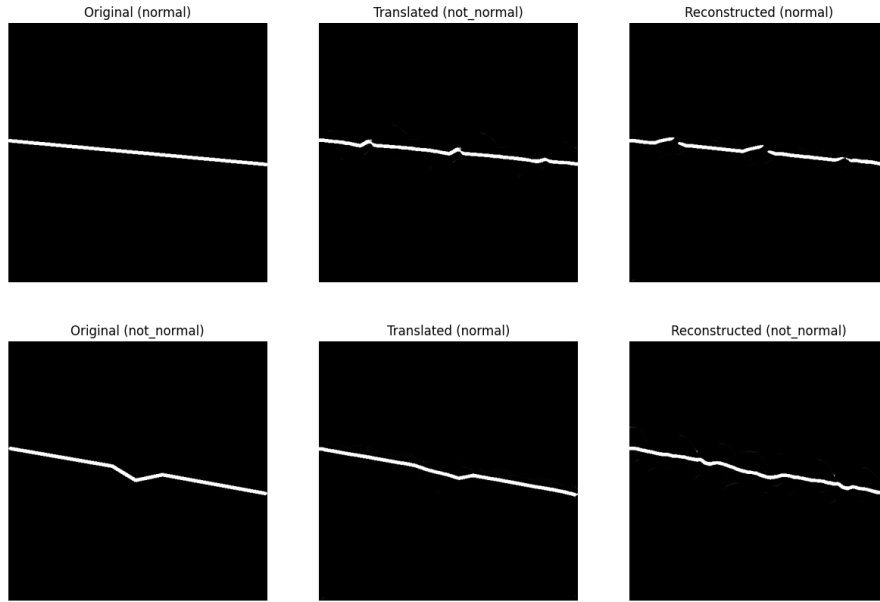 Original (normal)
Translated (not_normal)
Reconstructed (normal)
Original (not_normal)
Translated (normal)
Reconstructed (not_normal)